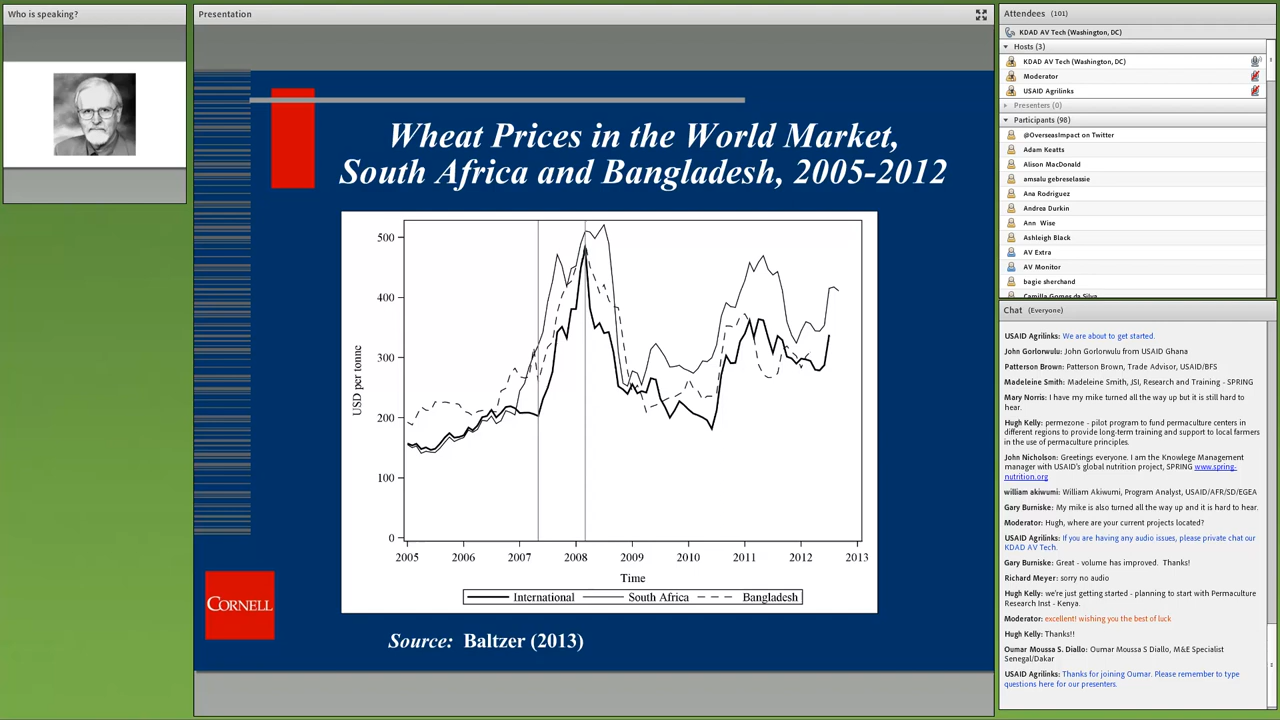 Who is speaking?
Presentation
Wheat Prices in the World Market,
South Africa and Bangladesh, 2005-2012
USD per tonne
500
400
300
200
100
0
2005 2006 2007 2008 2009 2010 2011 2012 2013
Time
International South Africa Bangladesh
CORNELL
Source: Baltzer (2013)
Attendees (101)
KDAD AV Tech (Washington, DC)
Hosts (3)
KDAD AV Tech (Washington, DC)
Moderator
USAID Agrilinks
Presenters (0)
Participants (98)
@OverseasImpact on Twitter
Adam Keatts
Alison MacDonald
amsalu gebreselassie
Ana Rodriguez
Andrea Durkin
Ann Wise
Ashleigh Black
AV Extra
AV Monitor
bagie sherchand
Camilla Gomes da Silva
Chat (Everyone)
USAID Agrilinks: We are about to get started.
John Gorlorwulu: John Gorlorwulu from USAID Ghana
Patterson Brown: Patterson Brown, Trade Advisor, USAID/BFS
Madeleine Smith: Madeleine Smith, JSI, Research and Training - SPRING
Mary Norris: I have my mike turned all the way up but it is still hard to
hear.
Hugh Kelly: permezone - pilot program to fund permaculture centers in
different regions to provide long-term training and support to local farmers
in the use of permaculture principles.
John Nicholson: Greetings everyone. I am the Knowlege Management
manager with USAID's global nutrition project, SPRING www.spring-
nutrition.org
william akiwumi: William Akiwumi, Program Analyst, USAID/AFR/SD/EGEA
Gary Burniske: My mike is also turned all the way up and it is hard to hear.
Moderator: Hugh, where are your current projects located?
USAID Agrilinks: If you are having any audio issues, please private chat our
KDAD AV Tech.
Gary Burniske: Great - volume has improved. Thanks!
Richard Meyer: sorry no audio
Hugh Kelly: we're just getting started - planning to start with Permaculture
Research Inst - Kenya.
Moderator: excellent! wishing you the best of luck
Hugh Kelly: Thanks!!
Oumar Moussa S. Diallo: Oumar Moussa S Diallo, M&E Specialist
Senegal/Dakar
USAID Agrilinks: Thanks for joining Oumar. Please remember to type
questions here for our presenters.